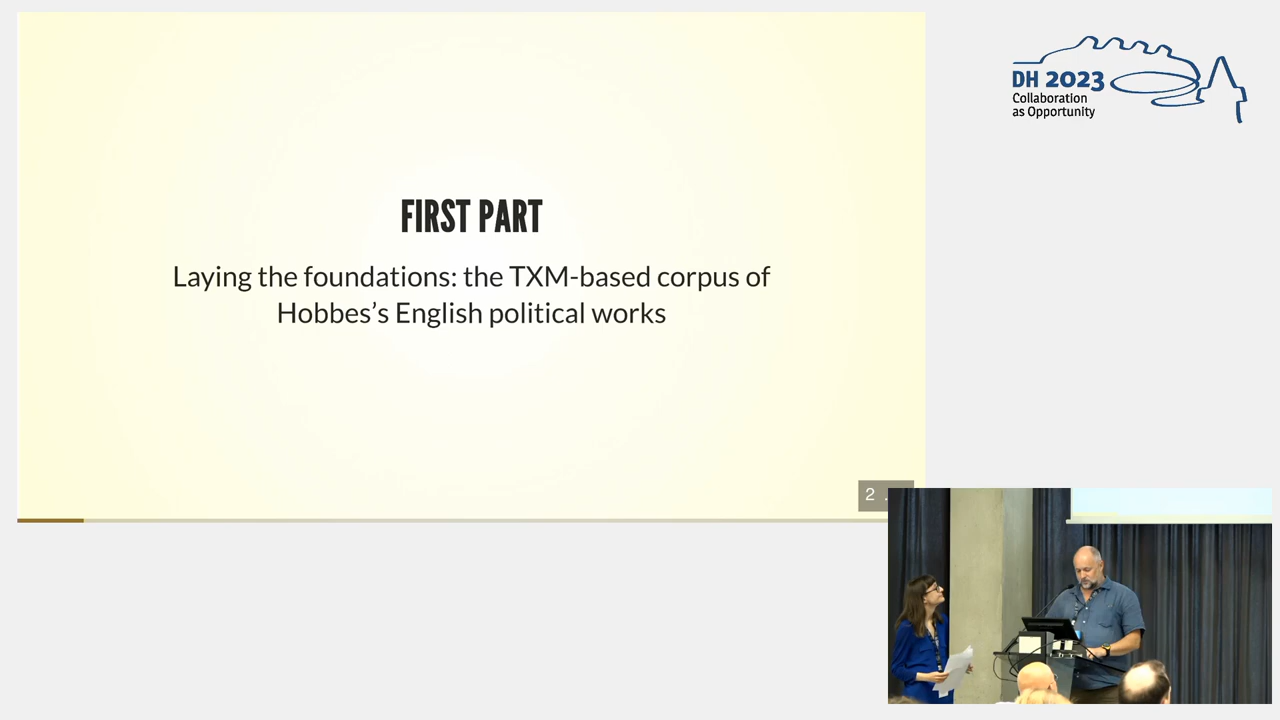 FIRST PART
Laying the foundations: the TXM-based corpus of
Hobbes's English political works
2 .
DH 2023
Collaboration
as Opportunity